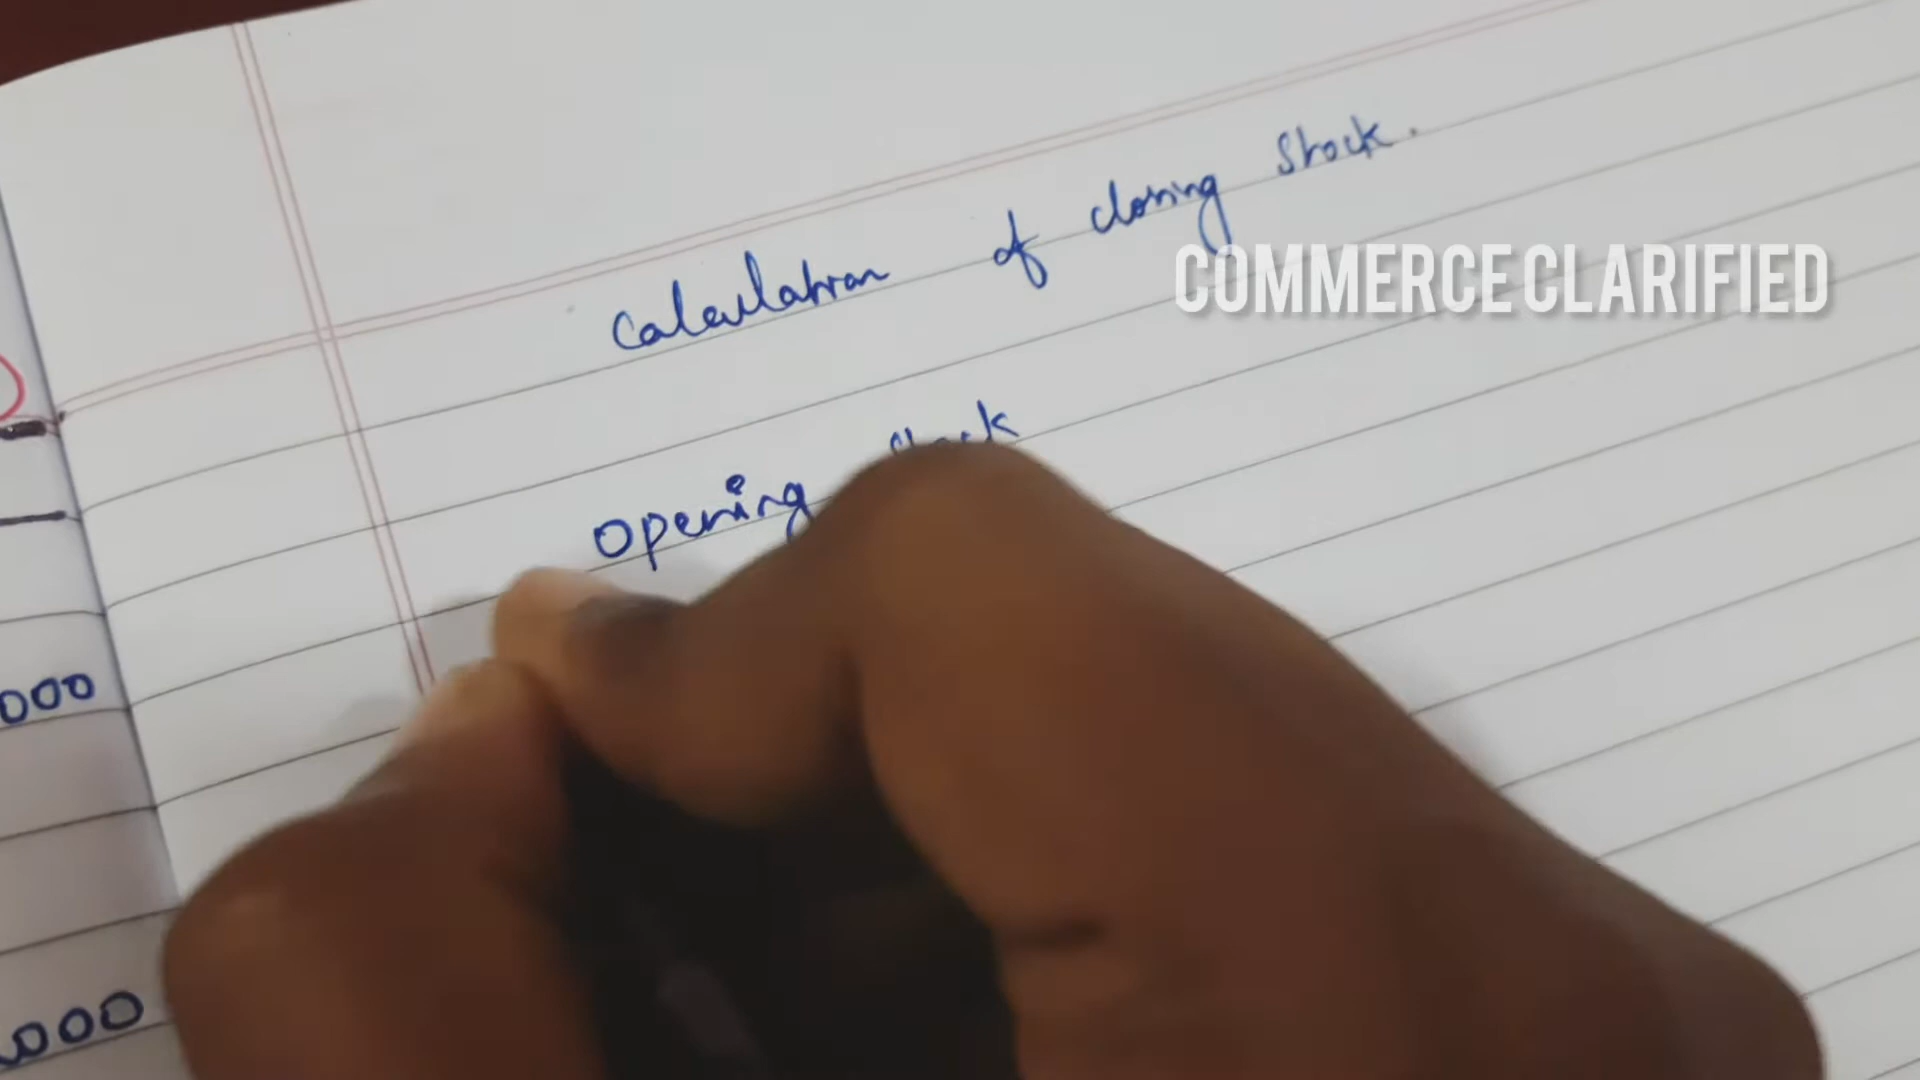 Calculation of closing Stock.
COMMERCE CLARIFIED
Opening
000
000